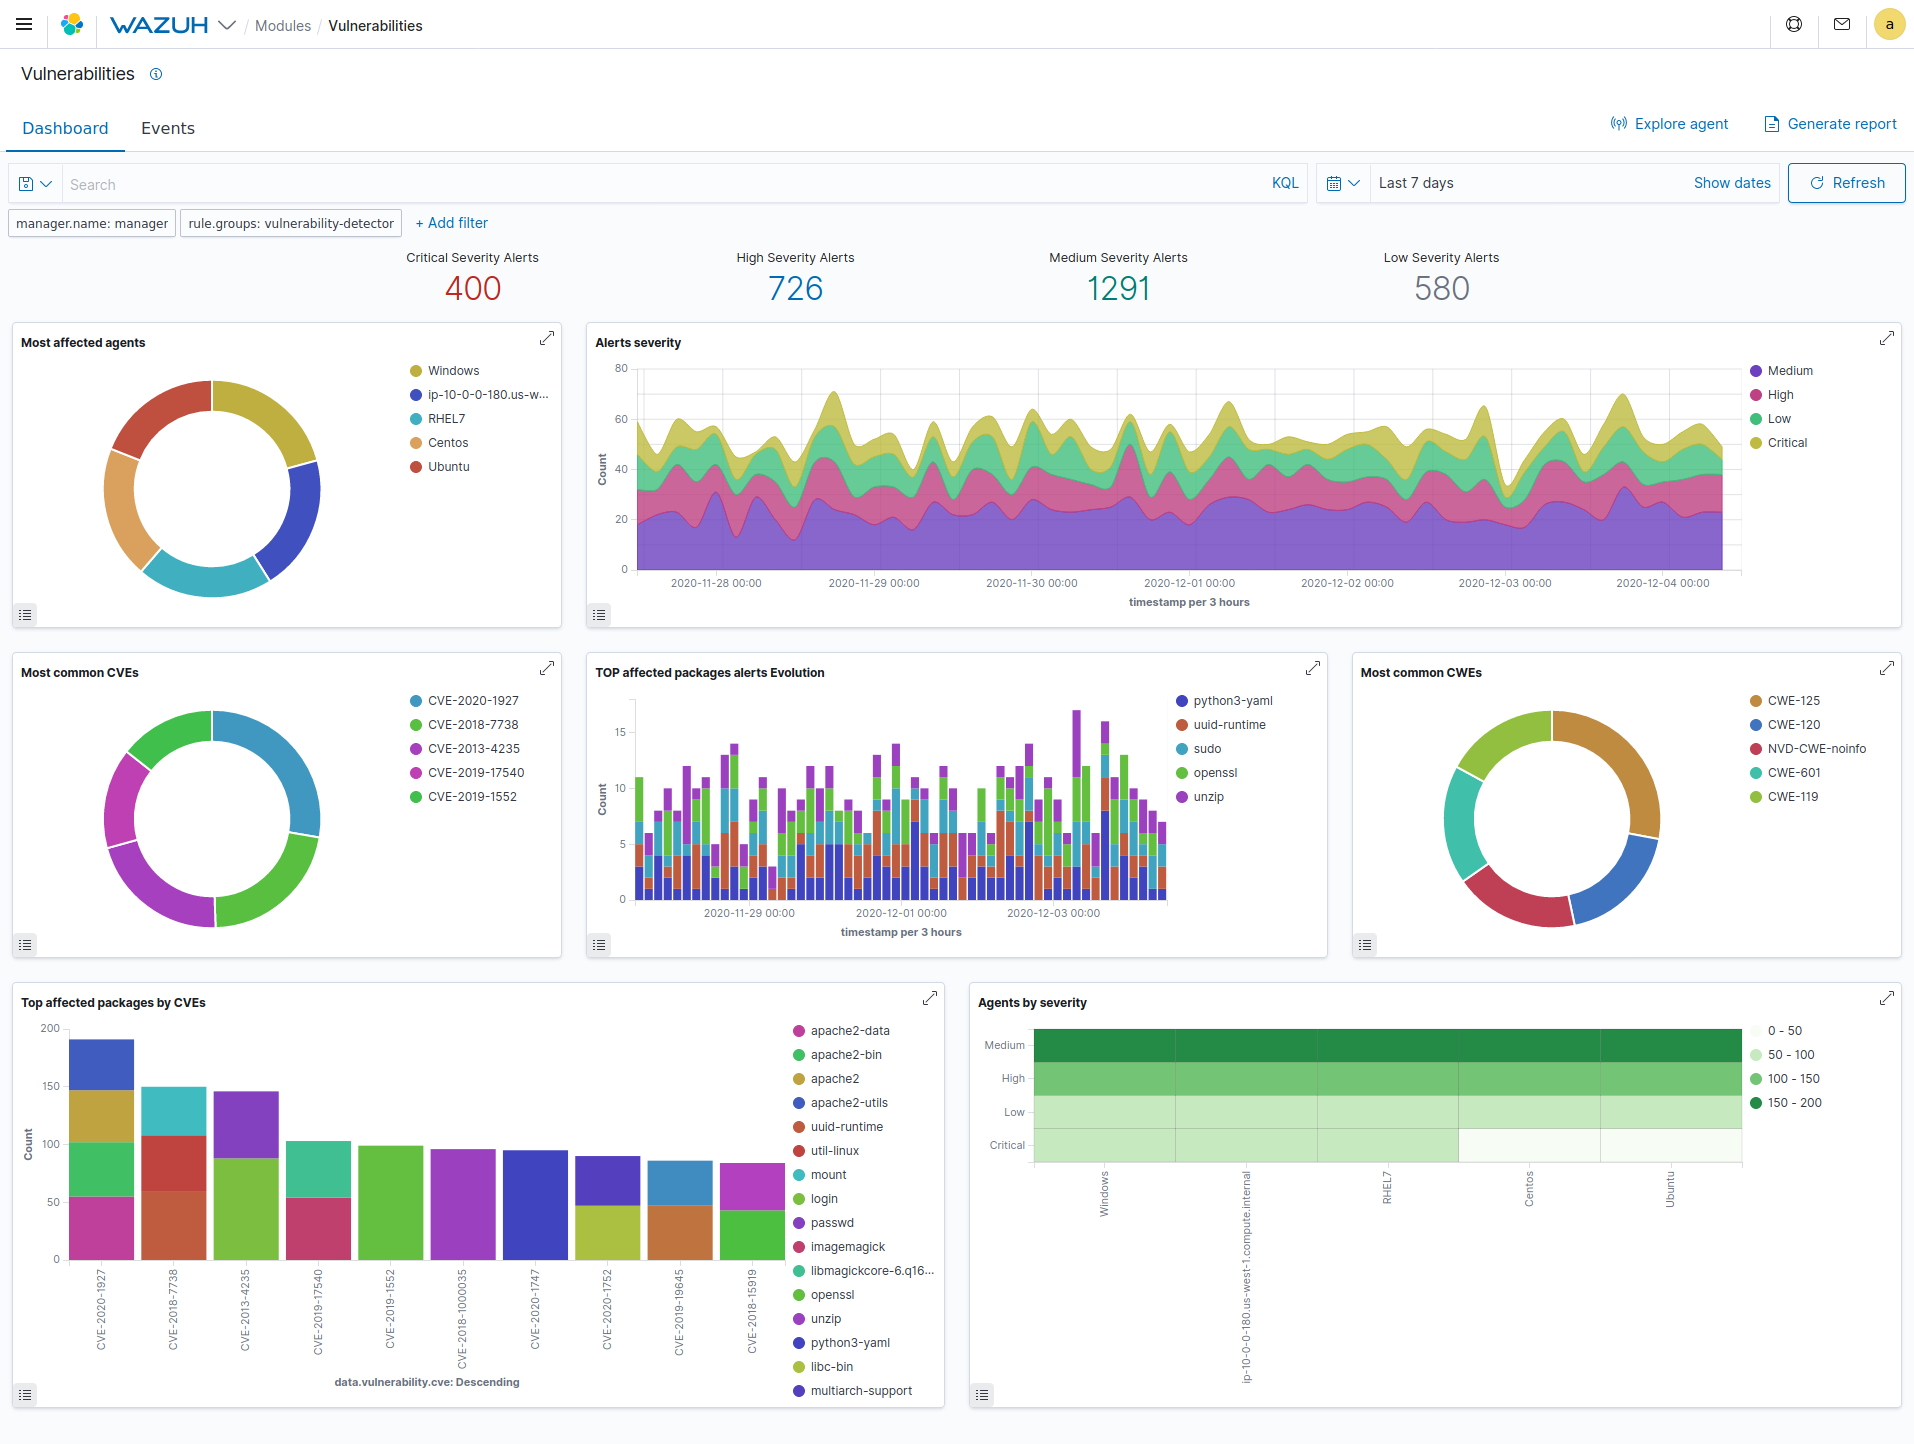 WAZUH / Modules / Vulnerabilities
a
Vulnerabilities
Dashboard Events
Explore agent Generate report
Search KQL Last 7 days Show dates Refresh
manager.name: manager rule.groups: vulnerability-detector + Add filter
Critical Severity Alerts High Severity Alerts Medium Severity Alerts Low Severity Alerts
400 726 1291 580
Most affected agents
Windows
ip-10-0-0-180.us-w...
RHEL7
Centos
Ubuntu
Alerts severity
80
60
40
20
0
Count
2020-11-28 00:00 2020-11-29 00:00 2020-11-30 00:00 2020-12-01 00:00 2020-12-02 00:00 2020-12-03 00:00 2020-12-04 00:00
timestamp per 3 hours
Medium
High
Low
Critical
Most common CVEs
CVE-2020-1927
CVE-2018-7738
CVE-2013-4235
CVE-2019-17540
CVE-2019-1552
TOP affected packages alerts Evolution
15
10
5
0
Count
2020-11-29 00:00 2020-12-01 00:00 2020-12-03 00:00
timestamp per 3 hours
python3-yaml
uuid-runtime
sudo
openssl
unzip
Most common CWEs
CWE-125
CWE-120
NVD-CWE-noinfo
CWE-601
CWE-119
Top affected packages by CVEs
200
150
100
50
0
Count
CVE-2020-1927
CVE-2018-7738
CVE-2013-4235
CVE-2019-17540
CVE-2019-1552
CVE-2018-1000035
CVE-2020-1747
CVE-2020-1752
CVE-2019-19645
CVE-2018-15919
data.vulnerability.cve: Descending
apache2-data
apache2-bin
apache2
apache2-utils
uuid-runtime
util-linux
mount
login
passwd
imagemagick
libmagickcore-6.q16...
openssl
unzip
python3-yaml
libc-bin
multiarch-support
Agents by severity
Medium
High
Low
Critical
Windows
ip-10-0-0-180.us-west-1.compute.internal
RHEL7
Centos
Ubuntu
0 - 50
50 - 100
100 - 150
150 - 200